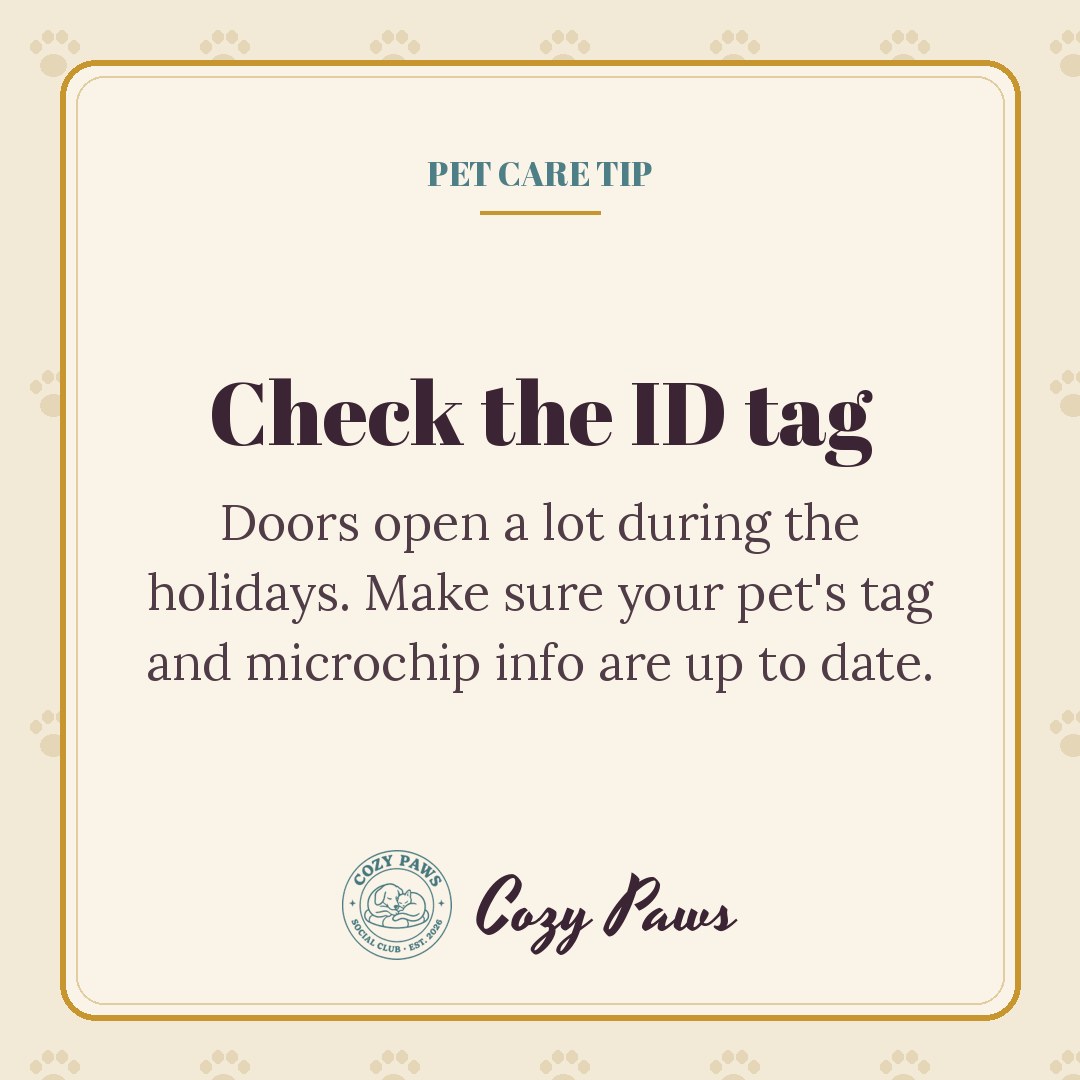 PET CARE TIP
Check the ID tag
Doors open a lot during the
holidays. Make sure your pet's tag
and microchip info are up to date.
COZY PAWS
SOCIAL CLUB · EST. 2026
Cozy Paws